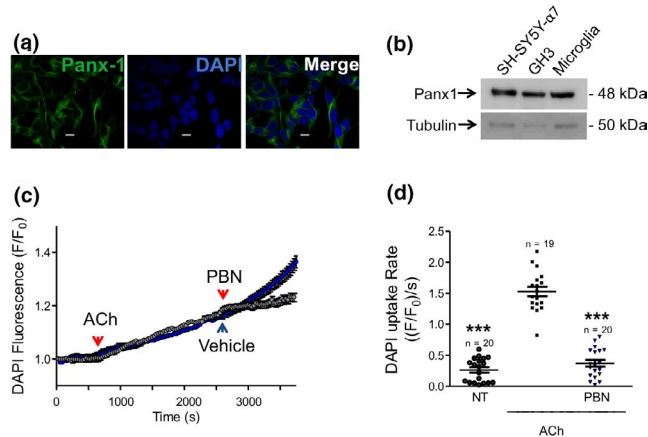 (a)
Panx-1
DAPI
Merge
(b)
SH-SY5Y-α7
GH3
Microglia
Panx1
- 48 kDa
Tubulin
- 50 kDa
(c)
DAPI Fluorescence (F/F0)
1.4
1.2
1.0
ACh
PBN
Vehicle
0
1000
2000
3000
Time (s)
(d)
DAPI uptake Rate
((F/F0)/s)
2.5
2.0
1.5
1.0
0.5
0.0
***
n = 20
n = 19
***
n = 20
NT
PBN
ACh